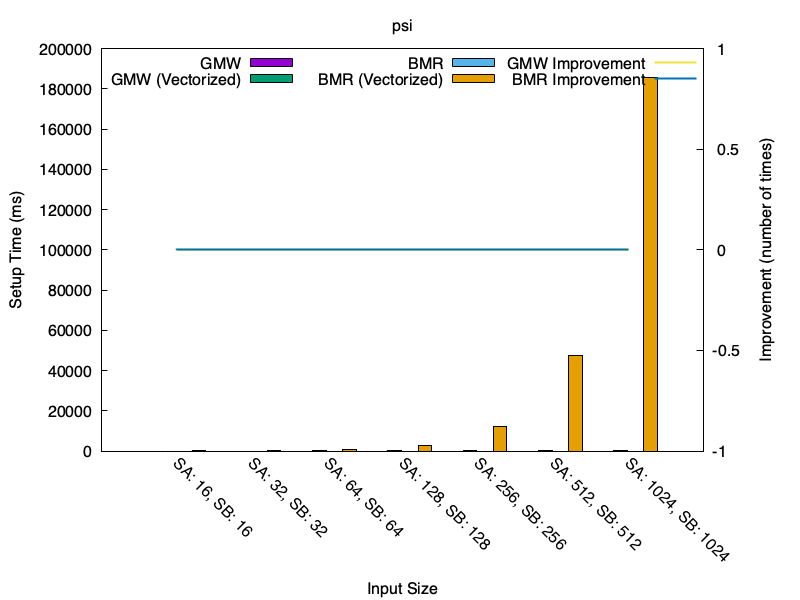 psi
GMW
GMW (Vectorized)
BMR
BMR (Vectorized)
GMW Improvement
BMR Improvement
200000
180000
160000
140000
120000
100000
80000
60000
40000
20000
0
Setup Time (ms)
1
0.5
0
-0.5
-1
Improvement (number of times)
SA: 16, SB: 16
SA: 32, SB: 32
SA: 64, SB: 64
SA: 128, SB: 128
SA: 256, SB: 256
SA: 512, SB: 512
SA: 1024, SB: 1024
Input Size